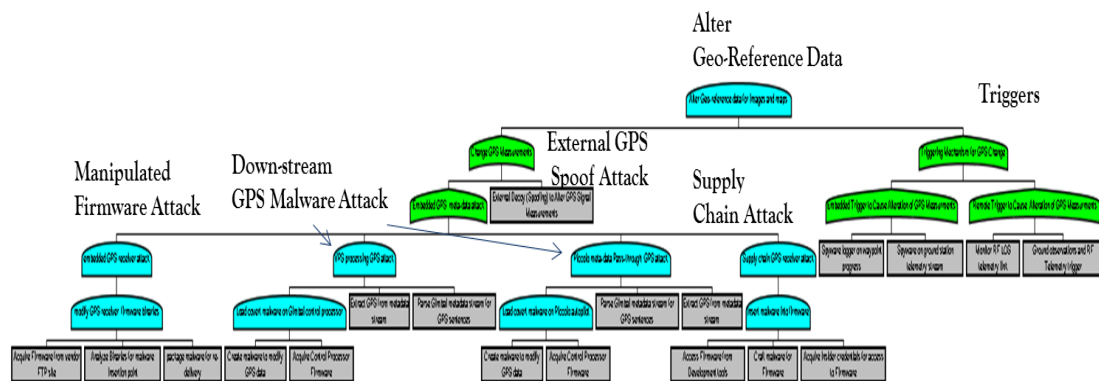 Alter
Geo-Reference Data
Alter Geo-reference data for Images and maps
Triggers
Change GPS Measurements
External GPS
Spoof Attack
Triggering Mechanism for GPS Change
Manipulated
Firmware Attack
Down-stream
GPS Malware Attack
Supply
Chain Attack
Embedded GPS meta-data attack
External Decoy (Spoofing) to Alter GPS Signal
Measurements
Embedded Trigger to Cause Alteration of GPS Measurements
Remote Trigger to Cause Alteration of GPS Measurements
Spyware logger on waypoint
progress
Spyware on ground station
telemetry stream
Monitor RF LOS
telemetry link
Ground observations and RF
Telemetry trigger
embedded GPS receiver attack
processing GPS attack
Piccolo meta-data Pass-through GPS attack
Supply chain GPS receiver attack
modify GPS receiver firmware binaries
Load covert malware on Gimbal control processor
Extract GPS from metadata
stream
Parse Gimbal metadata stream for
GPS sentences
Load covert malware on Piccolo autopilot
Parse Gimbal metadata stream for
GPS sentences
Extract GPS from metadata
stream
Insert malware into Firmware
Acquire Firmware from vendor
FTP site
Analyze Binaries for malware
insertion point
package malware for re-
delivery
Create malware to modify
GPS data
Acquire Control Processor
Firmware
Create malware to modify
GPS data
Acquire Control Processor
Firmware
Access Firmware from
Development tools
Craft malware for
Firmware
Acquire Insider credentials for access
to Firmware